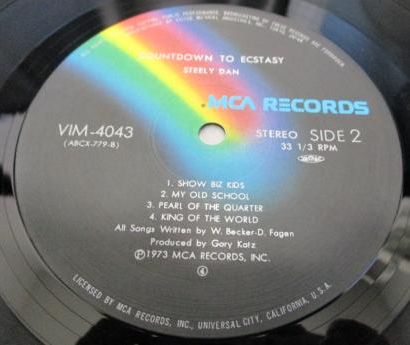 COUNTDOWN TO ECSTASY
STEELY DAN
MCA RECORDS
VIM-4043
(ABCX-779-B)
STEREO SIDE 2
33 1/3 RPM
1. SHOW BIZ KIDS
2. MY OLD SCHOOL
3. PEARL OF THE QUARTER
4. KING OF THE WORLD
All Songs Written by W. Becker-D. Fagen
Produced by Gary Katz
Ⓟ1973 MCA RECORDS, INC.
④
LICENSED BY MCA RECORDS, INC., UNIVERSAL CITY, CALIFORNIA, U.S.A.